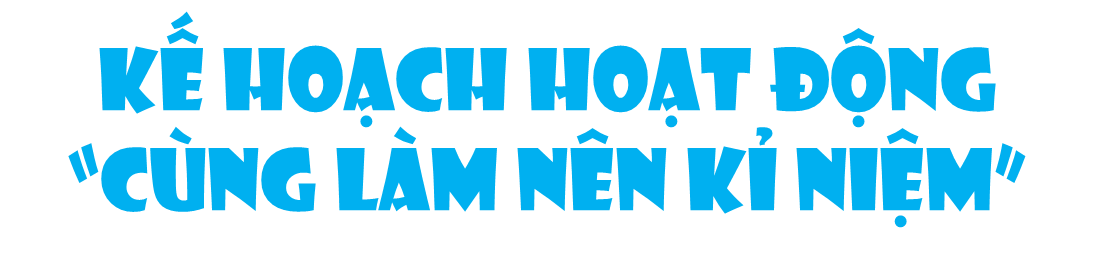 KẾ HOẠCH HOẠT ĐỘNG
"CÙNG LÀM NÊN KỈ NIỆM"